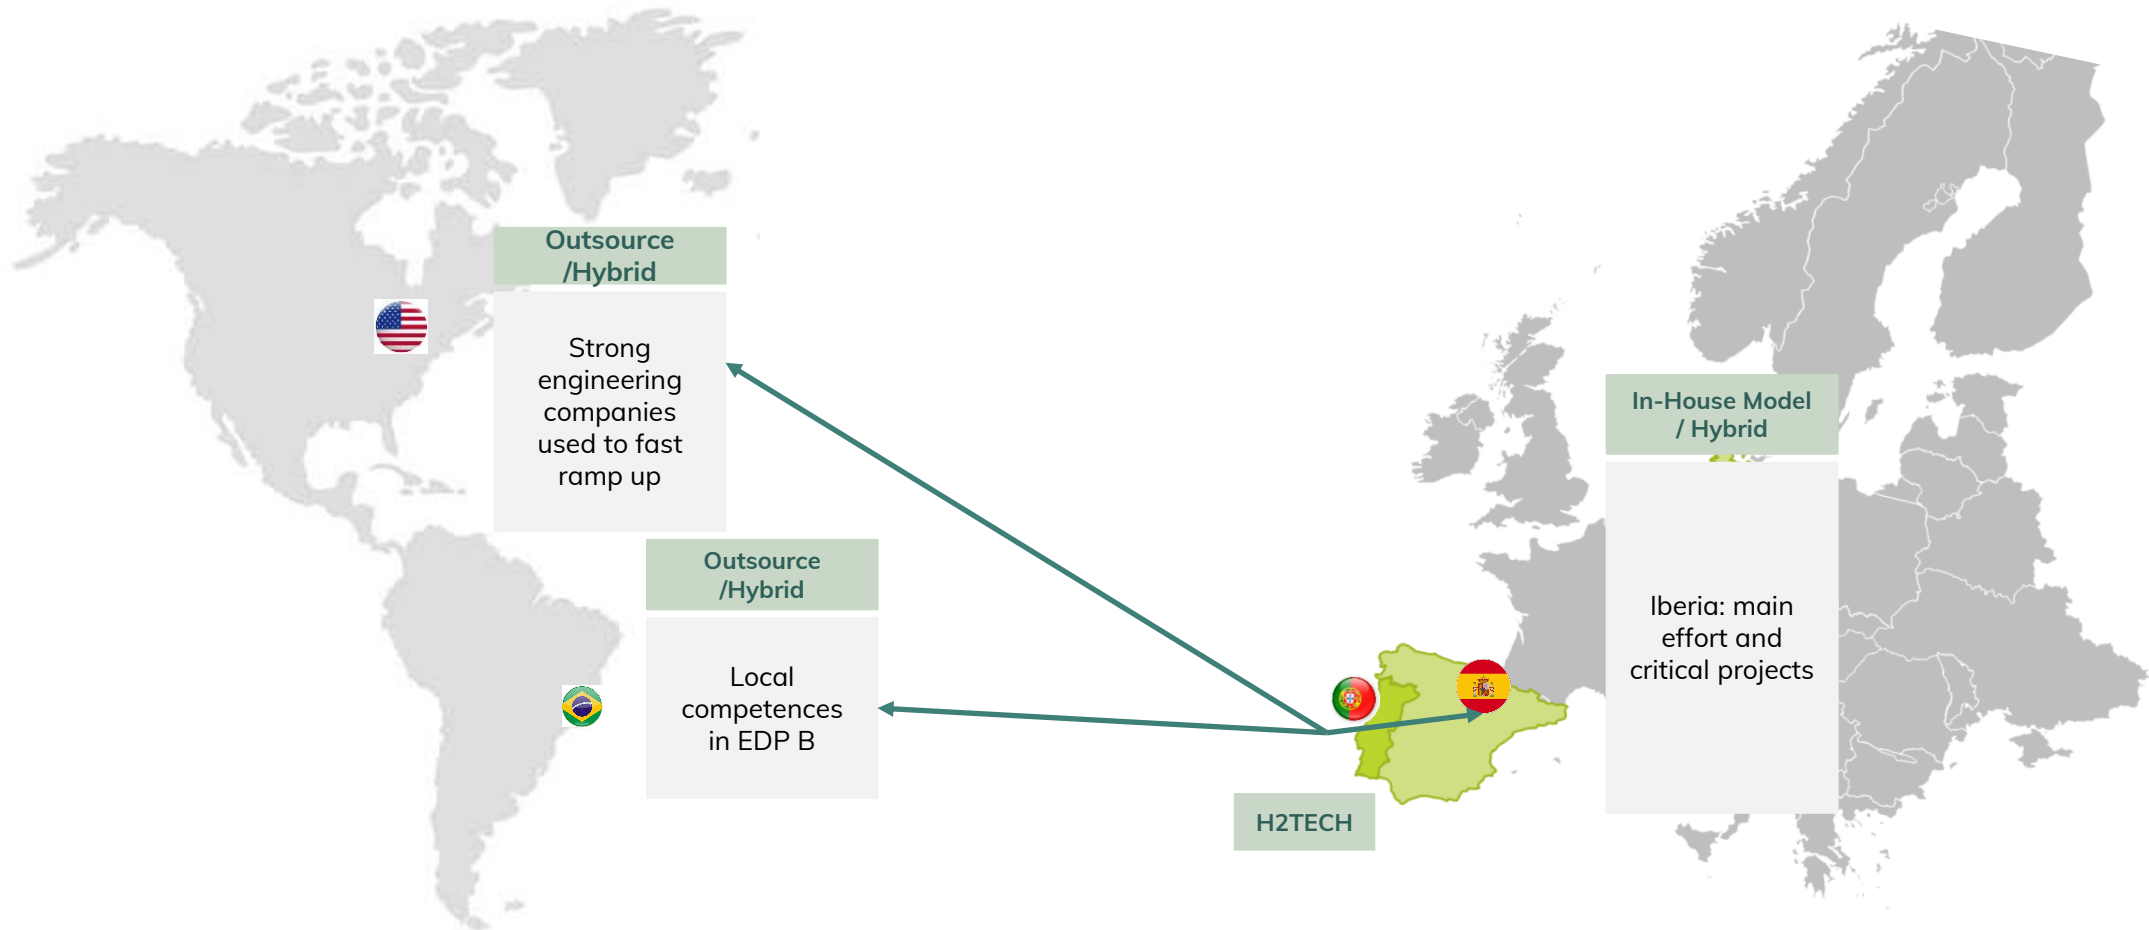 Outsource
/Hybrid
Strong
engineering
companies
used to fast
ramp up
Outsource
/Hybrid
Local
competences
in EDP B
H2TECH
In-House Model
/ Hybrid
Iberia: main
effort and
critical projects